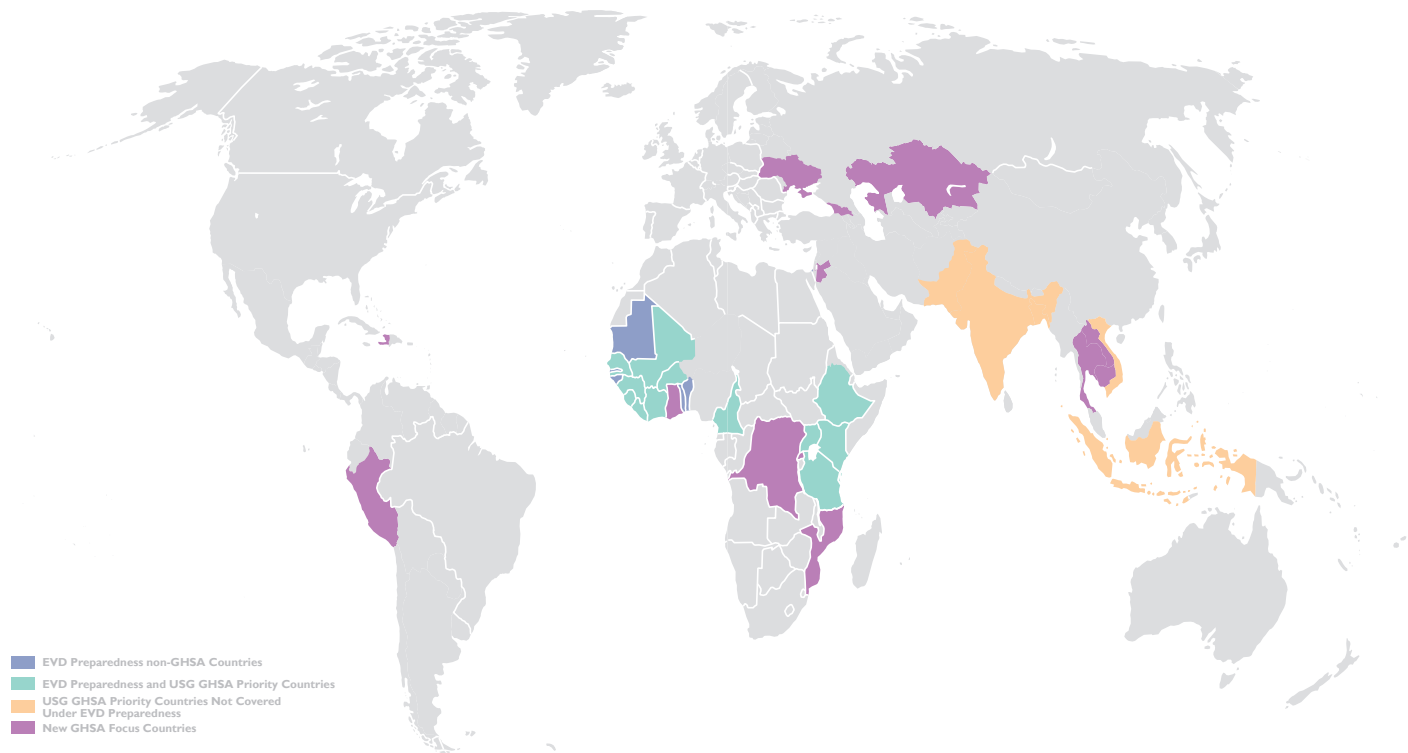 EVD Preparedness non-GHSA Countries
EVD Preparedness and USG GHSA Priority Countries
USG GHSA Priority Countries Not Covered
Under EVD Preparedness
New GHSA Focus Countries